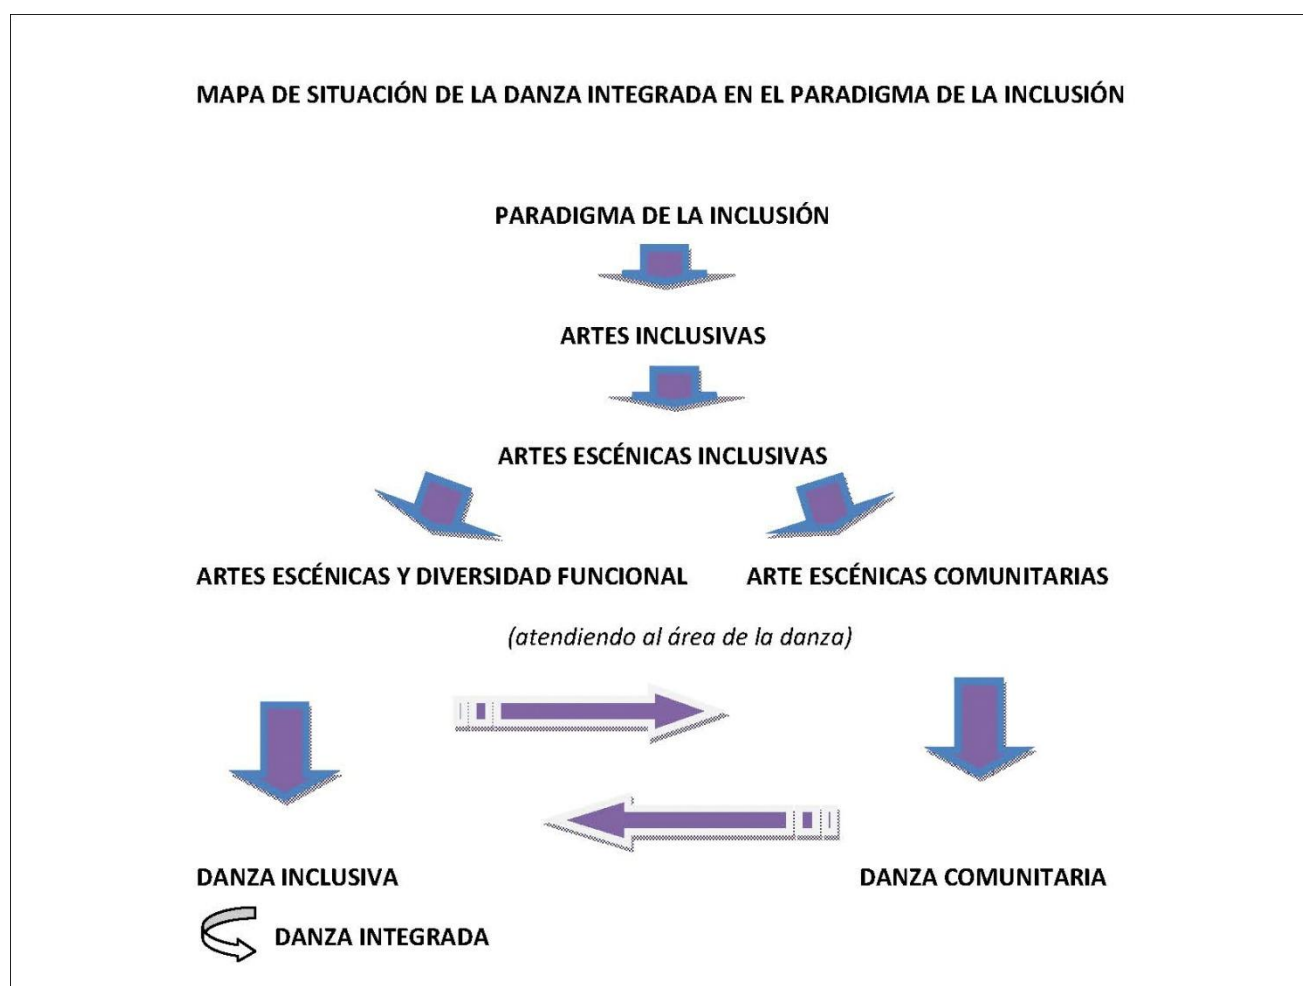 MAPA DE SITUACIÓN DE LA DANZA INTEGRADA EN EL PARADIGMA DE LA INCLUSIÓN
PARADIGMA DE LA INCLUSIÓN
ARTES INCLUSIVAS
ARTES ESCÉNICAS INCLUSIVAS
ARTES ESCÉNICAS Y DIVERSIDAD FUNCIONAL ARTE ESCÉNICAS COMUNITARIAS
(atendiendo al área de la danza)
DANZA INCLUSIVA DANZA COMUNITARIA
DANZA INTEGRADA